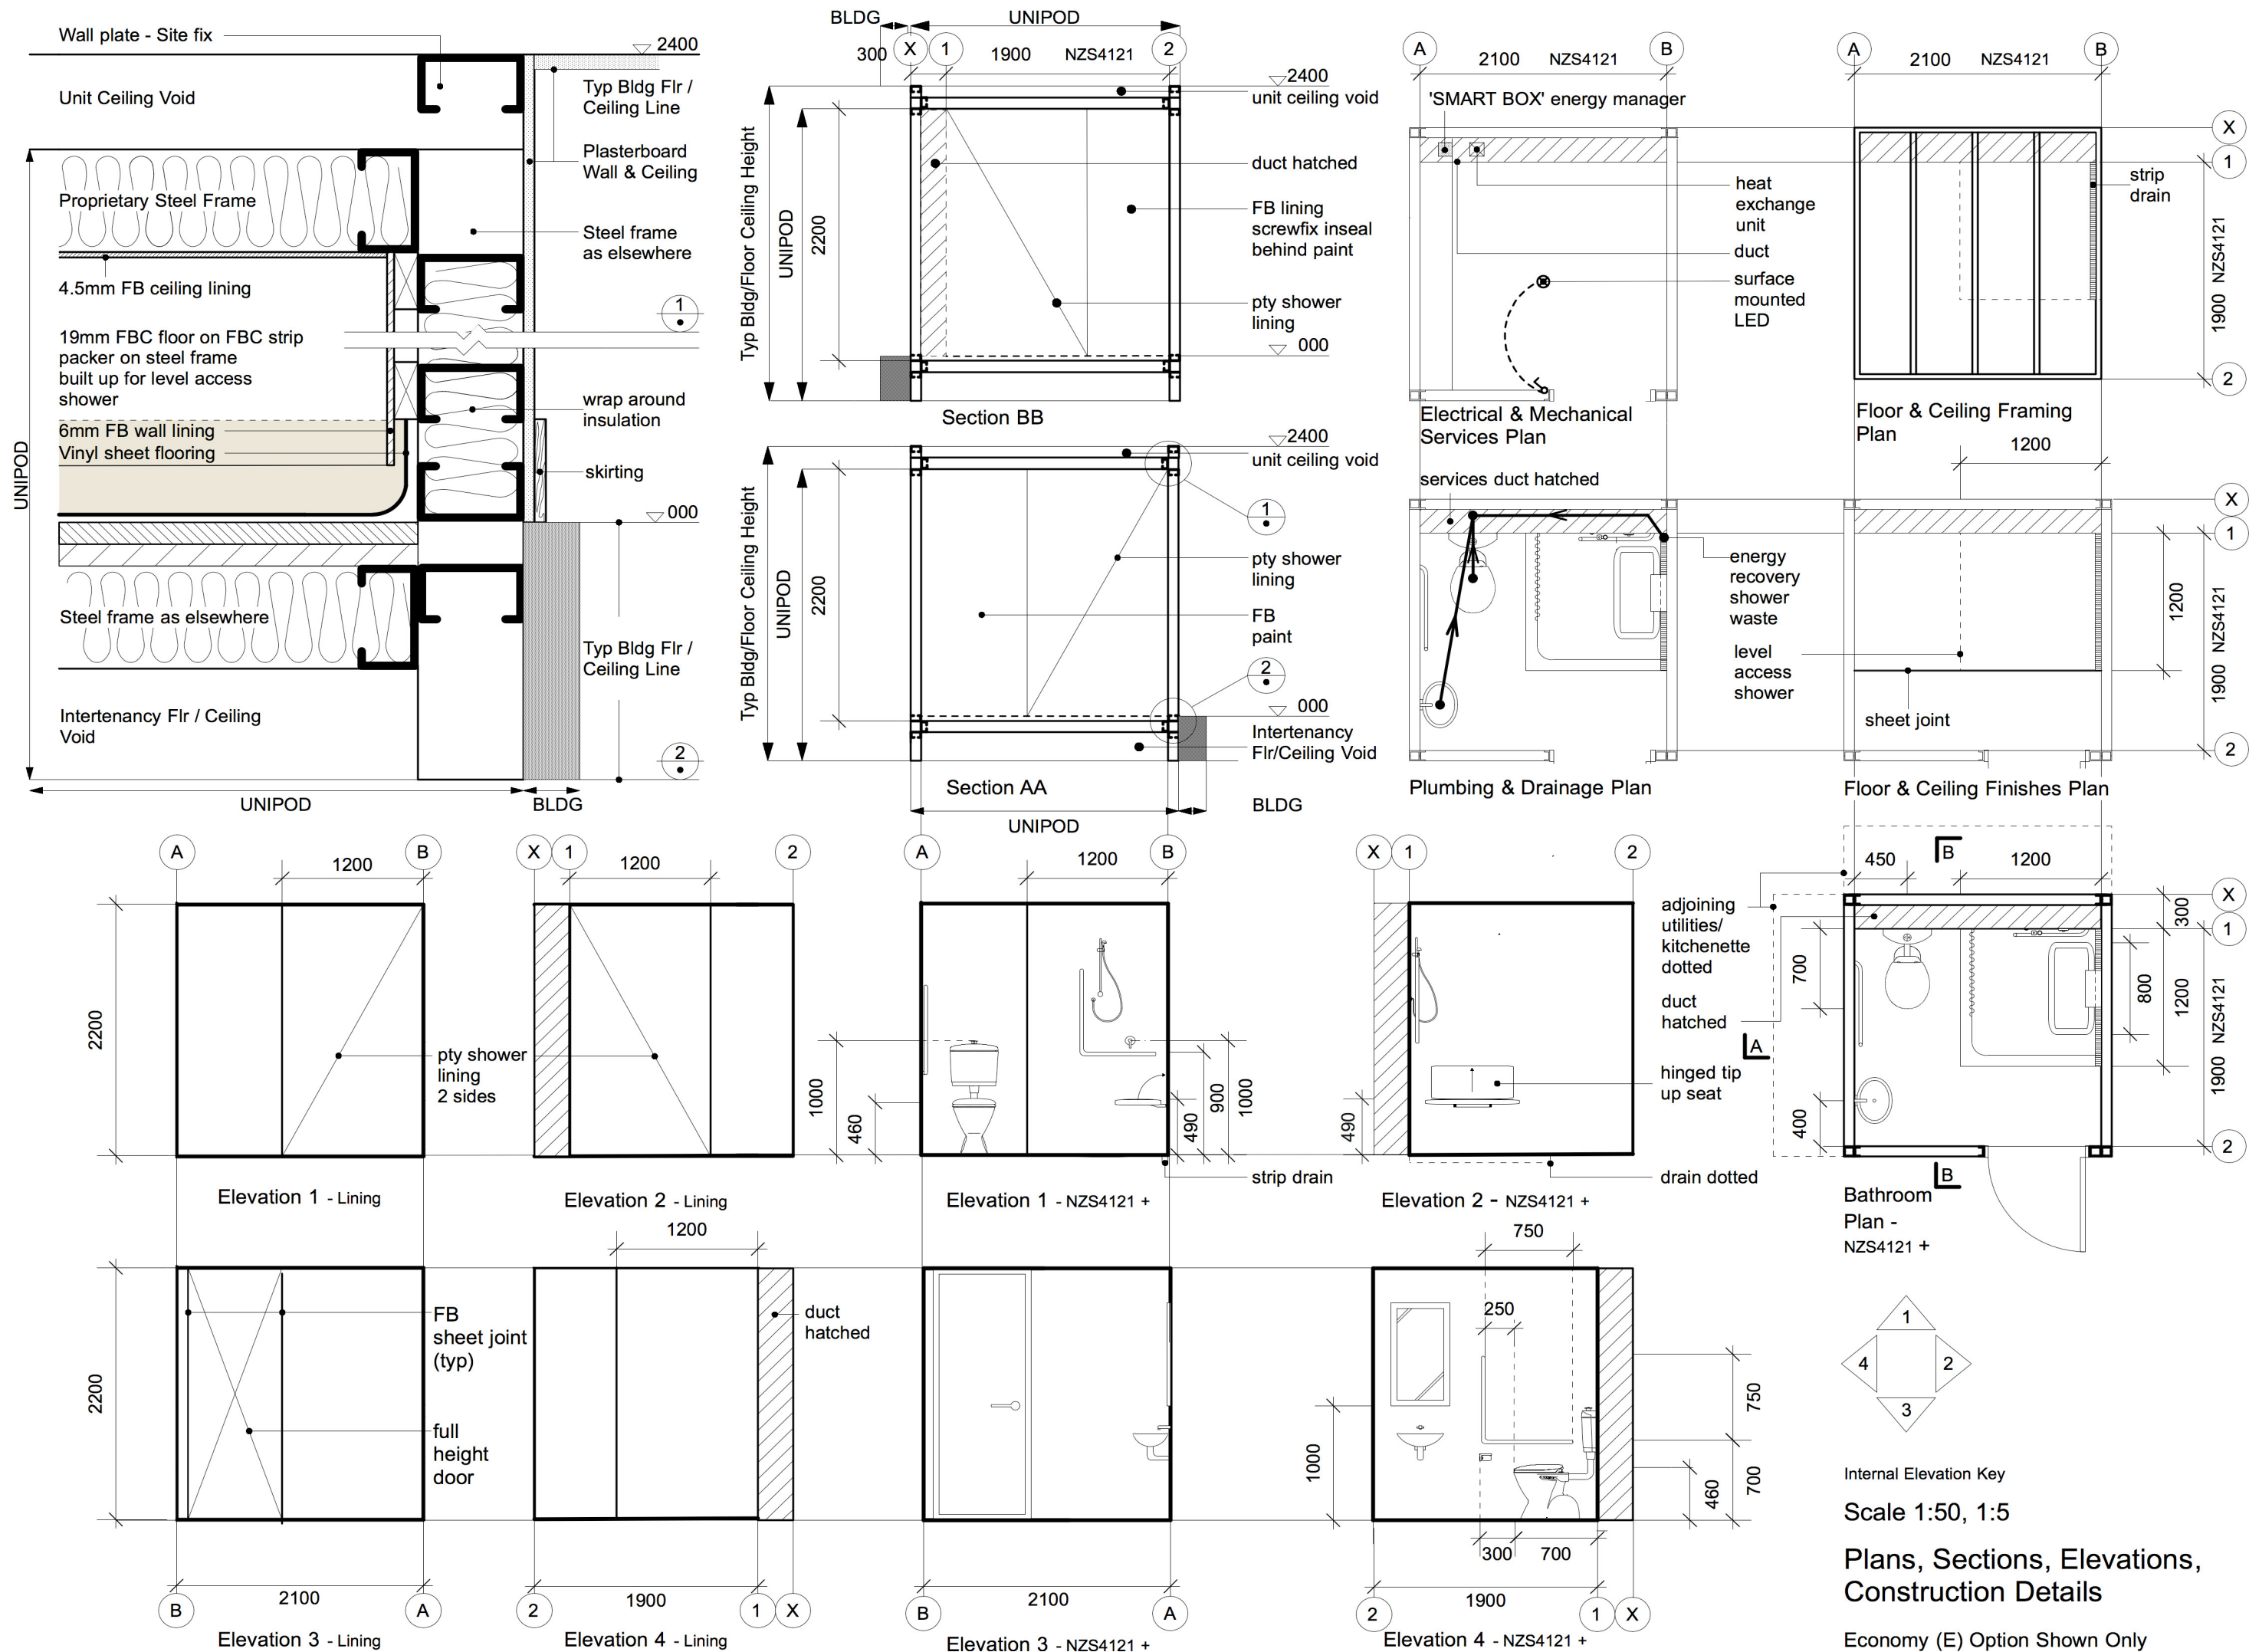 Wall plate - Site fix
2400
Unit Ceiling Void
Typ Bldg Flr /
Ceiling Line
Plasterboard
Wall & Ceiling
Proprietary Steel Frame
Steel frame
as elsewhere
4.5mm FB ceiling lining
1
19mm FBC floor on FBC strip
packer on steel frame
built up for level access
shower
wrap around
insulation
6mm FB wall lining
Vinyl sheet flooring
skirting
UNIPOD
000
Steel frame as elsewhere
Typ Bldg Flr /
Ceiling Line
Intertenancy Flr / Ceiling
Void
2
UNIPOD
BLDG
BLDG
UNIPOD
300
X
1
1900
NZS4121
2
2400
unit ceiling void
duct hatched
FB lining
screwfix inseal
behind paint
pty shower
lining
000
Typ Bldg/Floor Ceiling Height
UNIPOD
2200
Section BB
2400
unit ceiling void
1
pty shower
lining
FB
paint
2
000
Intertenancy
Flr/Ceiling Void
Typ Bldg/Floor Ceiling Height
UNIPOD
2200
Section AA
BLDG
UNIPOD
A
B
2100
NZS4121
'SMART BOX' energy manager
heat
exchange
unit
duct
surface
mounted
LED
Electrical & Mechanical
Services Plan
A
B
2100
NZS4121
X
1
strip
drain
1900 NZS4121
2
Floor & Ceiling Framing
Plan
services duct hatched
energy
recovery
shower
waste
level
access
shower
Plumbing & Drainage Plan
1200
X
1
1200
1900 NZS4121
sheet joint
2
Floor & Ceiling Finishes Plan
A
B
1200
2200
pty shower
lining
2 sides
Elevation 1 - Lining
X
1
2
1200
Elevation 2 - Lining
A
B
1200
1000
460
490
900
1000
strip drain
Elevation 1 - NZS4121 +
X
1
2
490
hinged tip
up seat
drain dotted
Elevation 2 - NZS4121 +
adjoining
utilities/
kitchenette
dotted
duct
hatched
450
B
1200
X
300
1
700
800
1200
1900 NZS4121
A
400
2
B
Bathroom
Plan -
NZS4121 +
2200
FB
sheet joint
(typ)
full
height
door
2100
B
A
Elevation 3 - Lining
1200
duct
hatched
1900
2
1
X
Elevation 4 - Lining
2100
B
A
Elevation 3 - NZS4121 +
750
250
1000
750
460
700
300
700
1900
2
1
X
Elevation 4 - NZS4121 +
1
4
2
3
Internal Elevation Key
Scale 1:50, 1:5
Plans, Sections, Elevations,
Construction Details
Economy (E) Option Shown Only